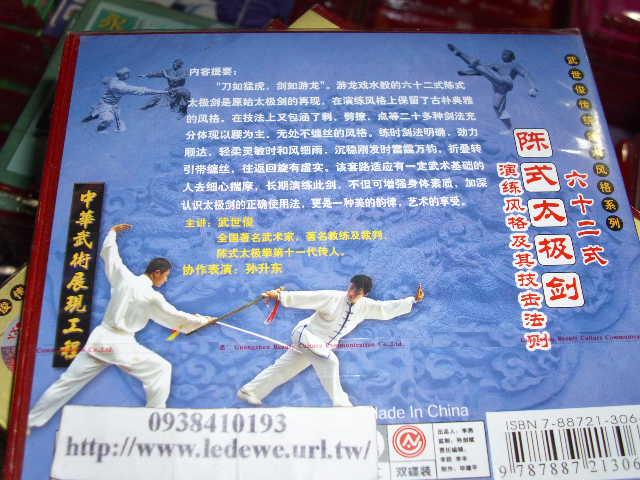 内容提要：
“刀如猛虎，剑如游龙”。游龙戏水般的六十二式陈式
太极剑是原始太极剑的再现，在演练风格上保留了古朴典雅
的风格。在技法上又包涵了刺，劈撩，点等二十多种剑法充
分体现以腰为主，无处不缠丝的风格。练时剑法明确，劲力
顺达，轻柔灵敏时和风细雨，沉稳刚发时雷霆万钧，折叠转
引带缠丝，往返回旋有虚实。该套路适应有一定武术基础的
人去细心揣摩，长期演练此剑，不但可增强身体素质，加深
认识太极剑的正确使用法，更是一种美的韵律，艺术的享受。
主讲：武世俊
全国著名武术家，著名教练及裁判，
陈式太极拳第十一代传人。
协作表演：孙升东
武世俊传统
风格系列
六十二式
陈式太极剑
演练风格及其技击法则
中華武術展現工程
Guangzhou Beauty Culture Communication Co.,Ltd.
Made In China
0938410193
http://www.ledewe.url.tw/
双碟装
ISBN 7-88721-306-
9 787887 21306